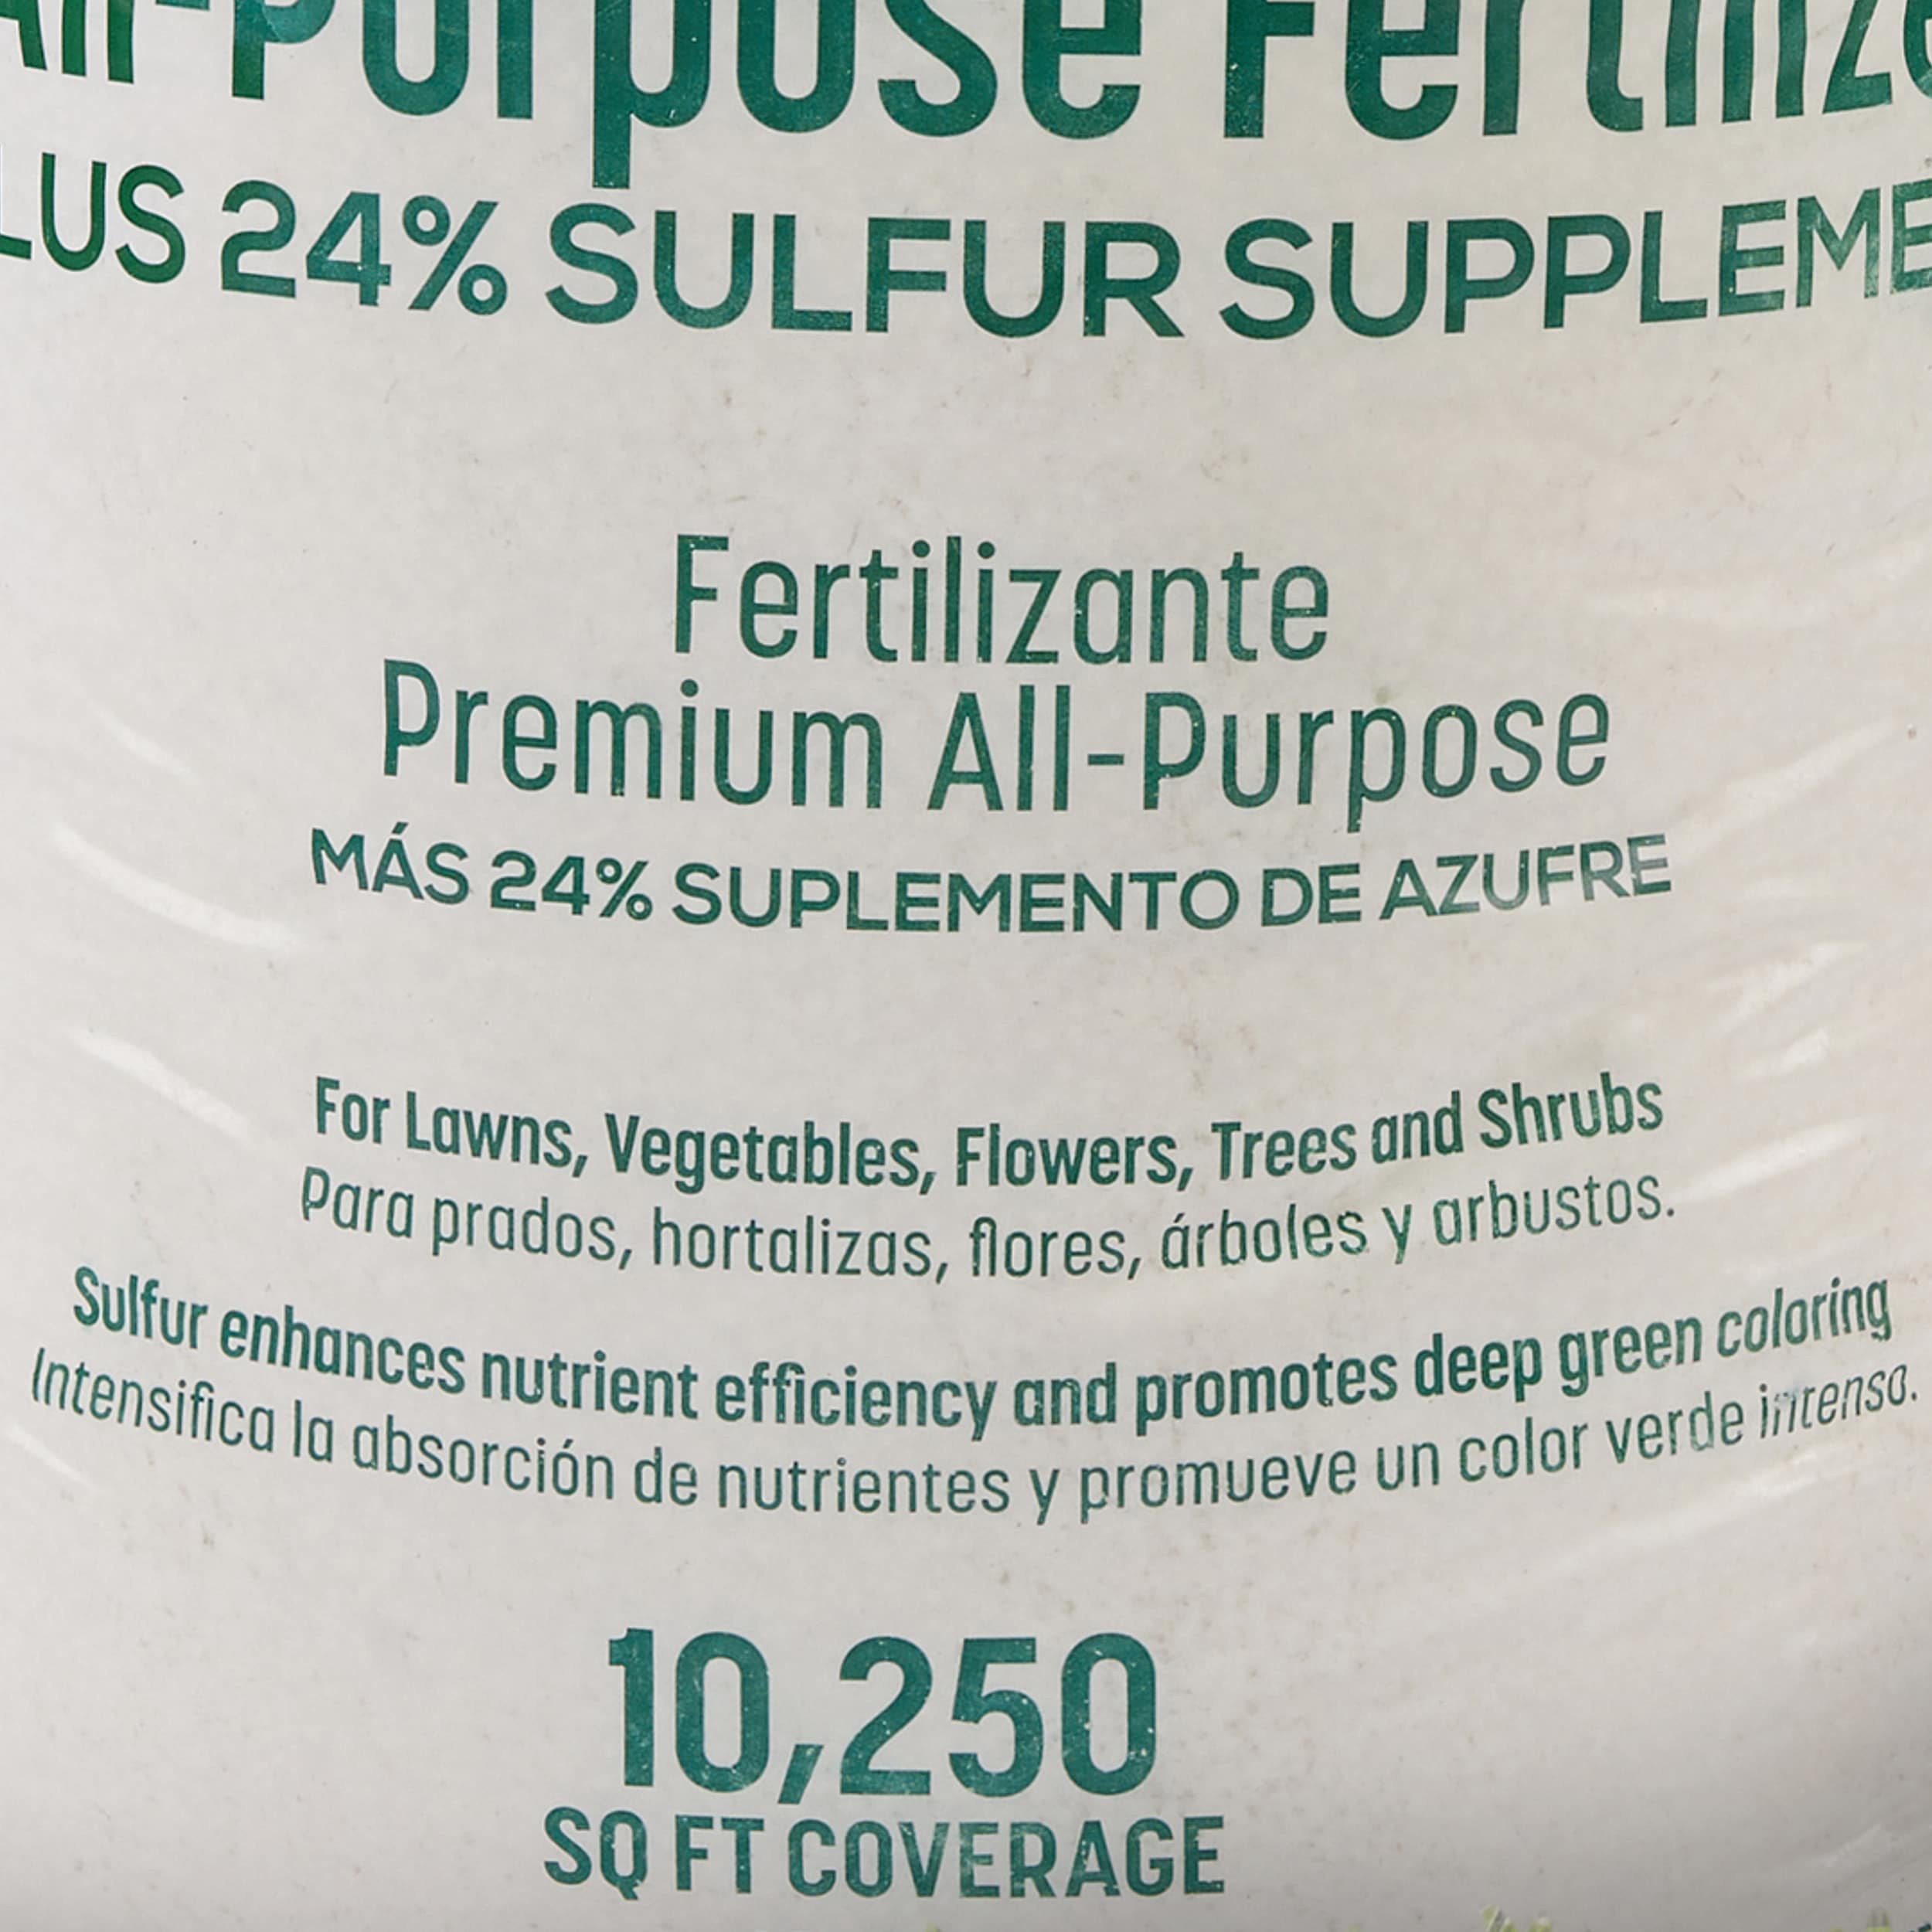 All-Purpose Fertilize
LUS 24% SULFUR SUPPLEME
Fertilizante
Premium All-Purpose
MÁS 24% SUPLEMENTO DE AZUFRE
For Lawns, Vegetables, Flowers, Trees and Shrubs
Para prados, hortalizas, flores, árboles y arbustos.
Sulfur enhances nutrient efficiency and promotes deep green coloring
Intensifica la absorción de nutrientes y promueve un color verde intenso.
10,250
SQ FT COVERAGE